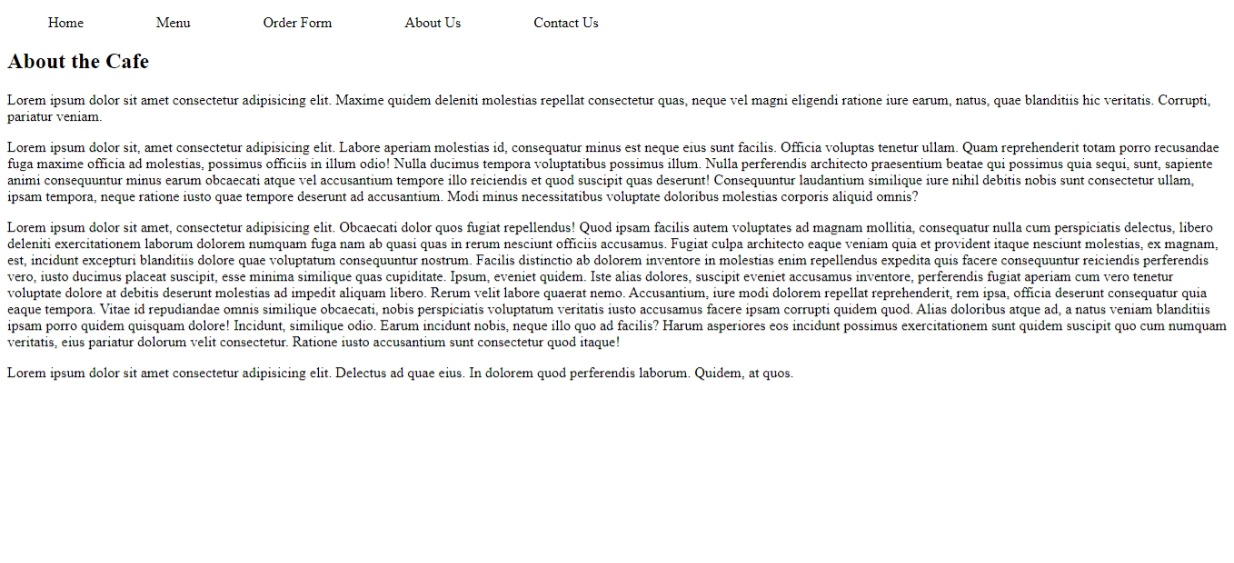 Home Menu Order Form About Us Contact Us
About the Cafe
Lorem ipsum dolor sit amet consectetur adipisicing elit. Maxime quidem deleniti molestias repellat consectetur quas, neque vel magni eligendi ratione iure earum, natus, quae blanditiis hic veritatis. Corrupti,
pariatur veniam.
Lorem ipsum dolor sit, amet consectetur adipisicing elit. Labore aperiam molestias id, consequatur minus est neque eius sunt facilis. Officia voluptas tenetur ullam. Quam reprehenderit totam porro recusandae
fuga maxime officia ad molestias, possimus officiis in illum odio! Nulla ducimus tempora voluptatibus possimus illum. Nulla perferendis architecto praesentium beatae qui possimus quia sequi, sunt, sapiente
animi consequuntur minus earum obcaecati atque vel accusantium tempore illo reiciendis et quod suscipit quas deserunt! Consequuntur laudantium similique iure nihil debitis nobis sunt consectetur ullam,
ipsam tempora, neque ratione iusto quae tempore deserunt ad accusantium. Modi minus necessitatibus voluptate doloribus molestias corporis aliquid omnis?
Lorem ipsum dolor sit amet, consectetur adipisicing elit. Obcaecati dolor quos fugiat repellendus! Quod ipsam facilis autem voluptates ad magnam mollitia, consequatur nulla cum perspiciatis delectus, libero
deleniti exercitationem laborum dolorem numquam fuga nam ab quasi quas in rerum nesciunt officiis accusamus. Fugiat culpa architecto eaque veniam quia et provident itaque nesciunt molestias, ex magnam,
est, incidunt excepturi blanditiis dolore quae voluptatum consequuntur nostrum. Facilis distinctio ab dolorem inventore in molestias enim repellendus expedita quis facere consequuntur reiciendis perferendis
vero, iusto ducimus placeat suscipit, esse minima similique quas cupiditate. Ipsum, eveniet quidem. Iste alias dolores, suscipit eveniet accusamus inventore, perferendis fugiat aperiam cum vero tenetur
voluptate dolore at debitis deserunt molestias ad impedit aliquam libero. Rerum velit labore quaerat nemo. Accusantium, iure modi dolorem repellat reprehenderit, rem ipsa, officia deserunt consequatur quia
eaque tempora. Vitae id repudiandae omnis similique obcaecati, nobis perspiciatis voluptatum veritatis iusto accusamus facere ipsam corrupti quidem quod. Alias doloribus atque ad, a natus veniam blanditiis
ipsam porro quidem quisquam dolore! Incidunt, similique odio. Earum incidunt nobis, neque illo quo ad facilis? Harum asperiores eos incidunt possimus exercitationem sunt quidem suscipit quo cum numquam
veritatis, eius pariatur dolorum velit consectetur. Ratione iusto accusantium sunt consectetur quod itaque!
Lorem ipsum dolor sit amet consectetur adipisicing elit. Delectus ad quae eius. In dolorem quod perferendis laborum. Quidem, at quos.